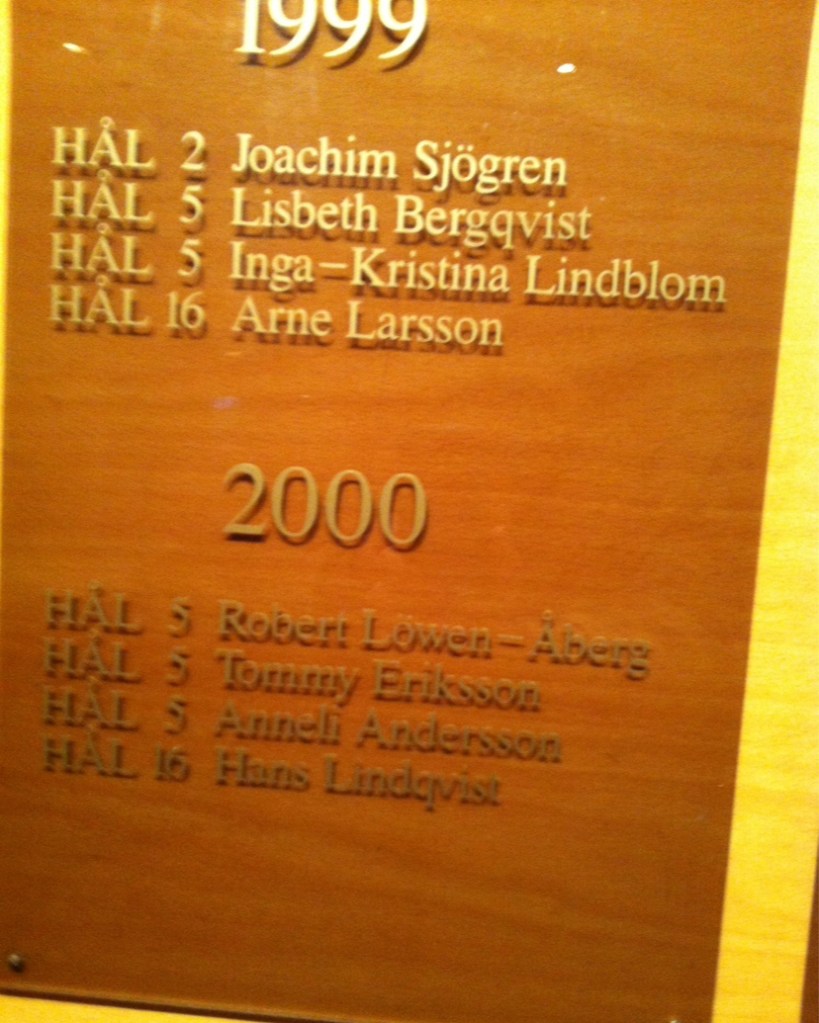 1999
HÅL 2 Joachim Sjögren
HÅL 5 Lisbeth Bergqvist
HÅL 5 Inga-Kristina Lindblom
HÅL 16 Arne Larsson
2000
HÅL 5 Robert Löwen-Åberg
HÅL 5 Tommy Eriksson
HÅL 5 Anneli Andersson
HÅL 16 Hans Lindqvist